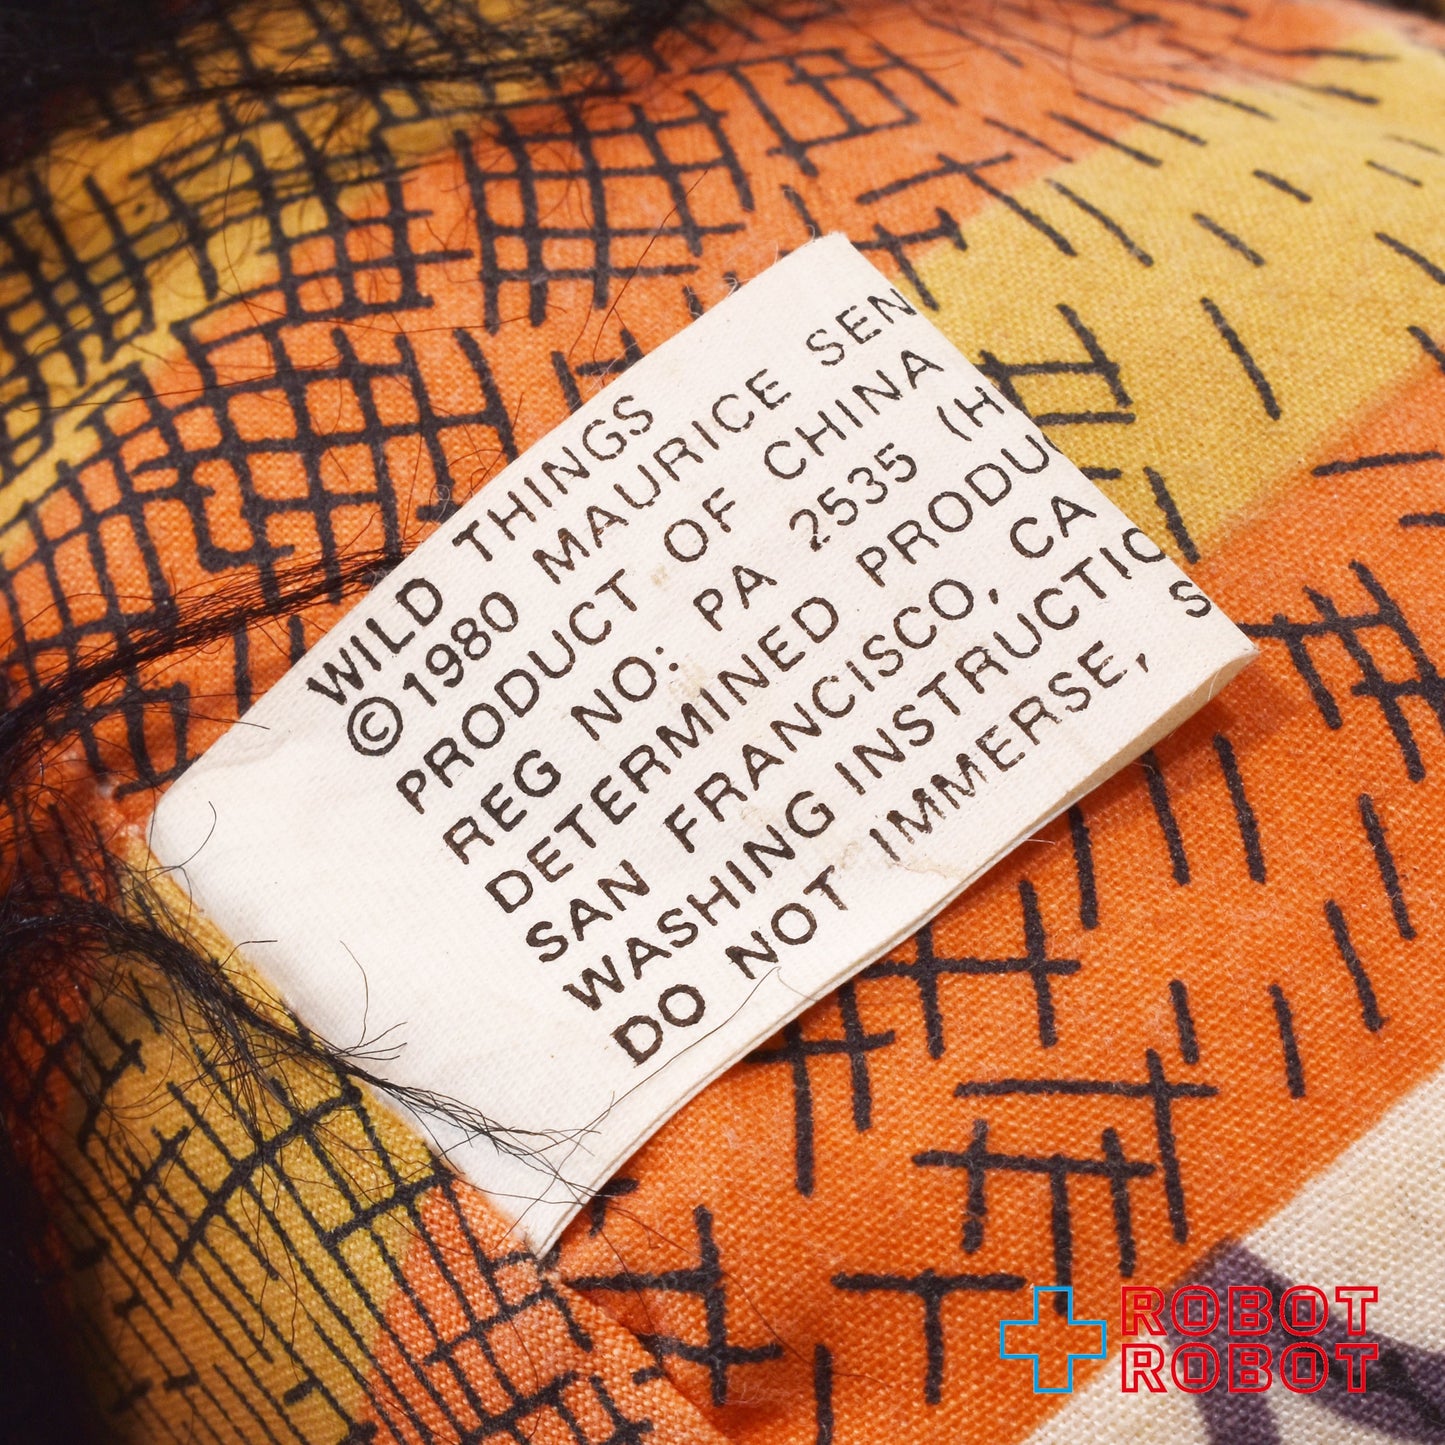 WILD THINGS
©1980 MAURICE SEN
PRODUCT OF CHINA
REG NO: PA 2535 (H
DETERMINED PRODU
SAN FRANCISCO, CA
WASHING INSTRUCTIO
DO NOT IMMERSE, S
ROBOT
ROBOT